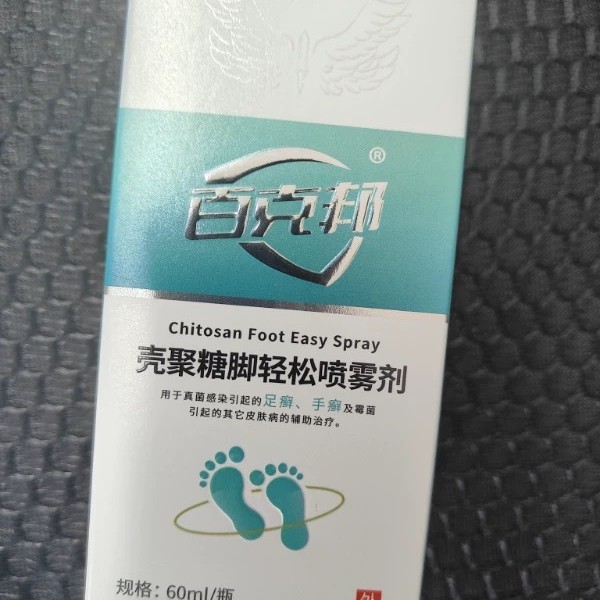 百克邦®
Chitosan Foot Easy Spray
壳聚糖脚轻松喷雾剂
用于真菌感染引起的足癣、手癣及霉菌
引起的其它皮肤病的辅助治疗。
规格：60ml/瓶
外